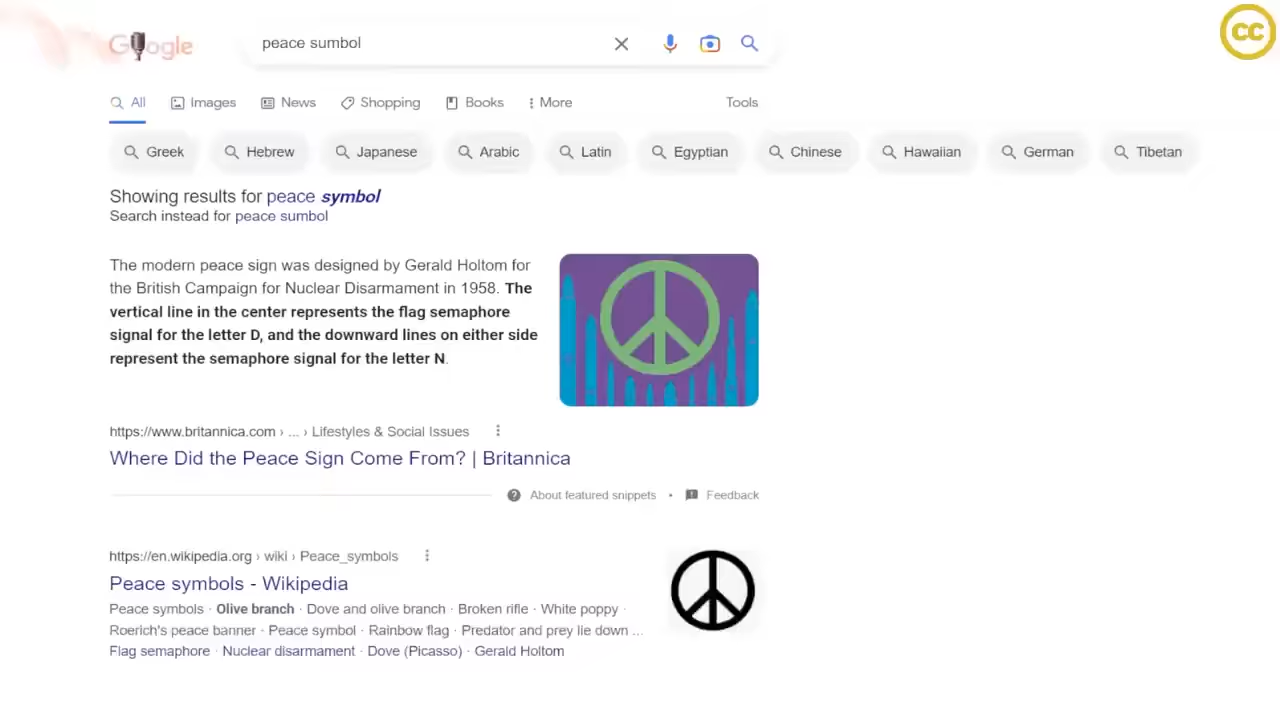 Google
peace sumbol
CC
All Images News Shopping Books More Tools
Greek Hebrew Japanese Arabic Latin Egyptian Chinese Hawaiian German Tibetan
Showing results for peace symbol
Search instead for peace sumbol
The modern peace sign was designed by Gerald Holtom for
the British Campaign for Nuclear Disarmament in 1958. The
vertical line in the center represents the flag semaphore
signal for the letter D, and the downward lines on either side
represent the semaphore signal for the letter N.
https://www.britannica.com › ... › Lifestyles & Social Issues
Where Did the Peace Sign Come From? | Britannica
About featured snippets • Feedback
https://en.wikipedia.org › wiki › Peace_symbols
Peace symbols - Wikipedia
Peace symbols · Olive branch · Dove and olive branch · Broken rifle · White poppy ·
Roerich's peace banner · Peace symbol · Rainbow flag · Predator and prey lie down ...
Flag semaphore · Nuclear disarmament · Dove (Picasso) · Gerald Holtom